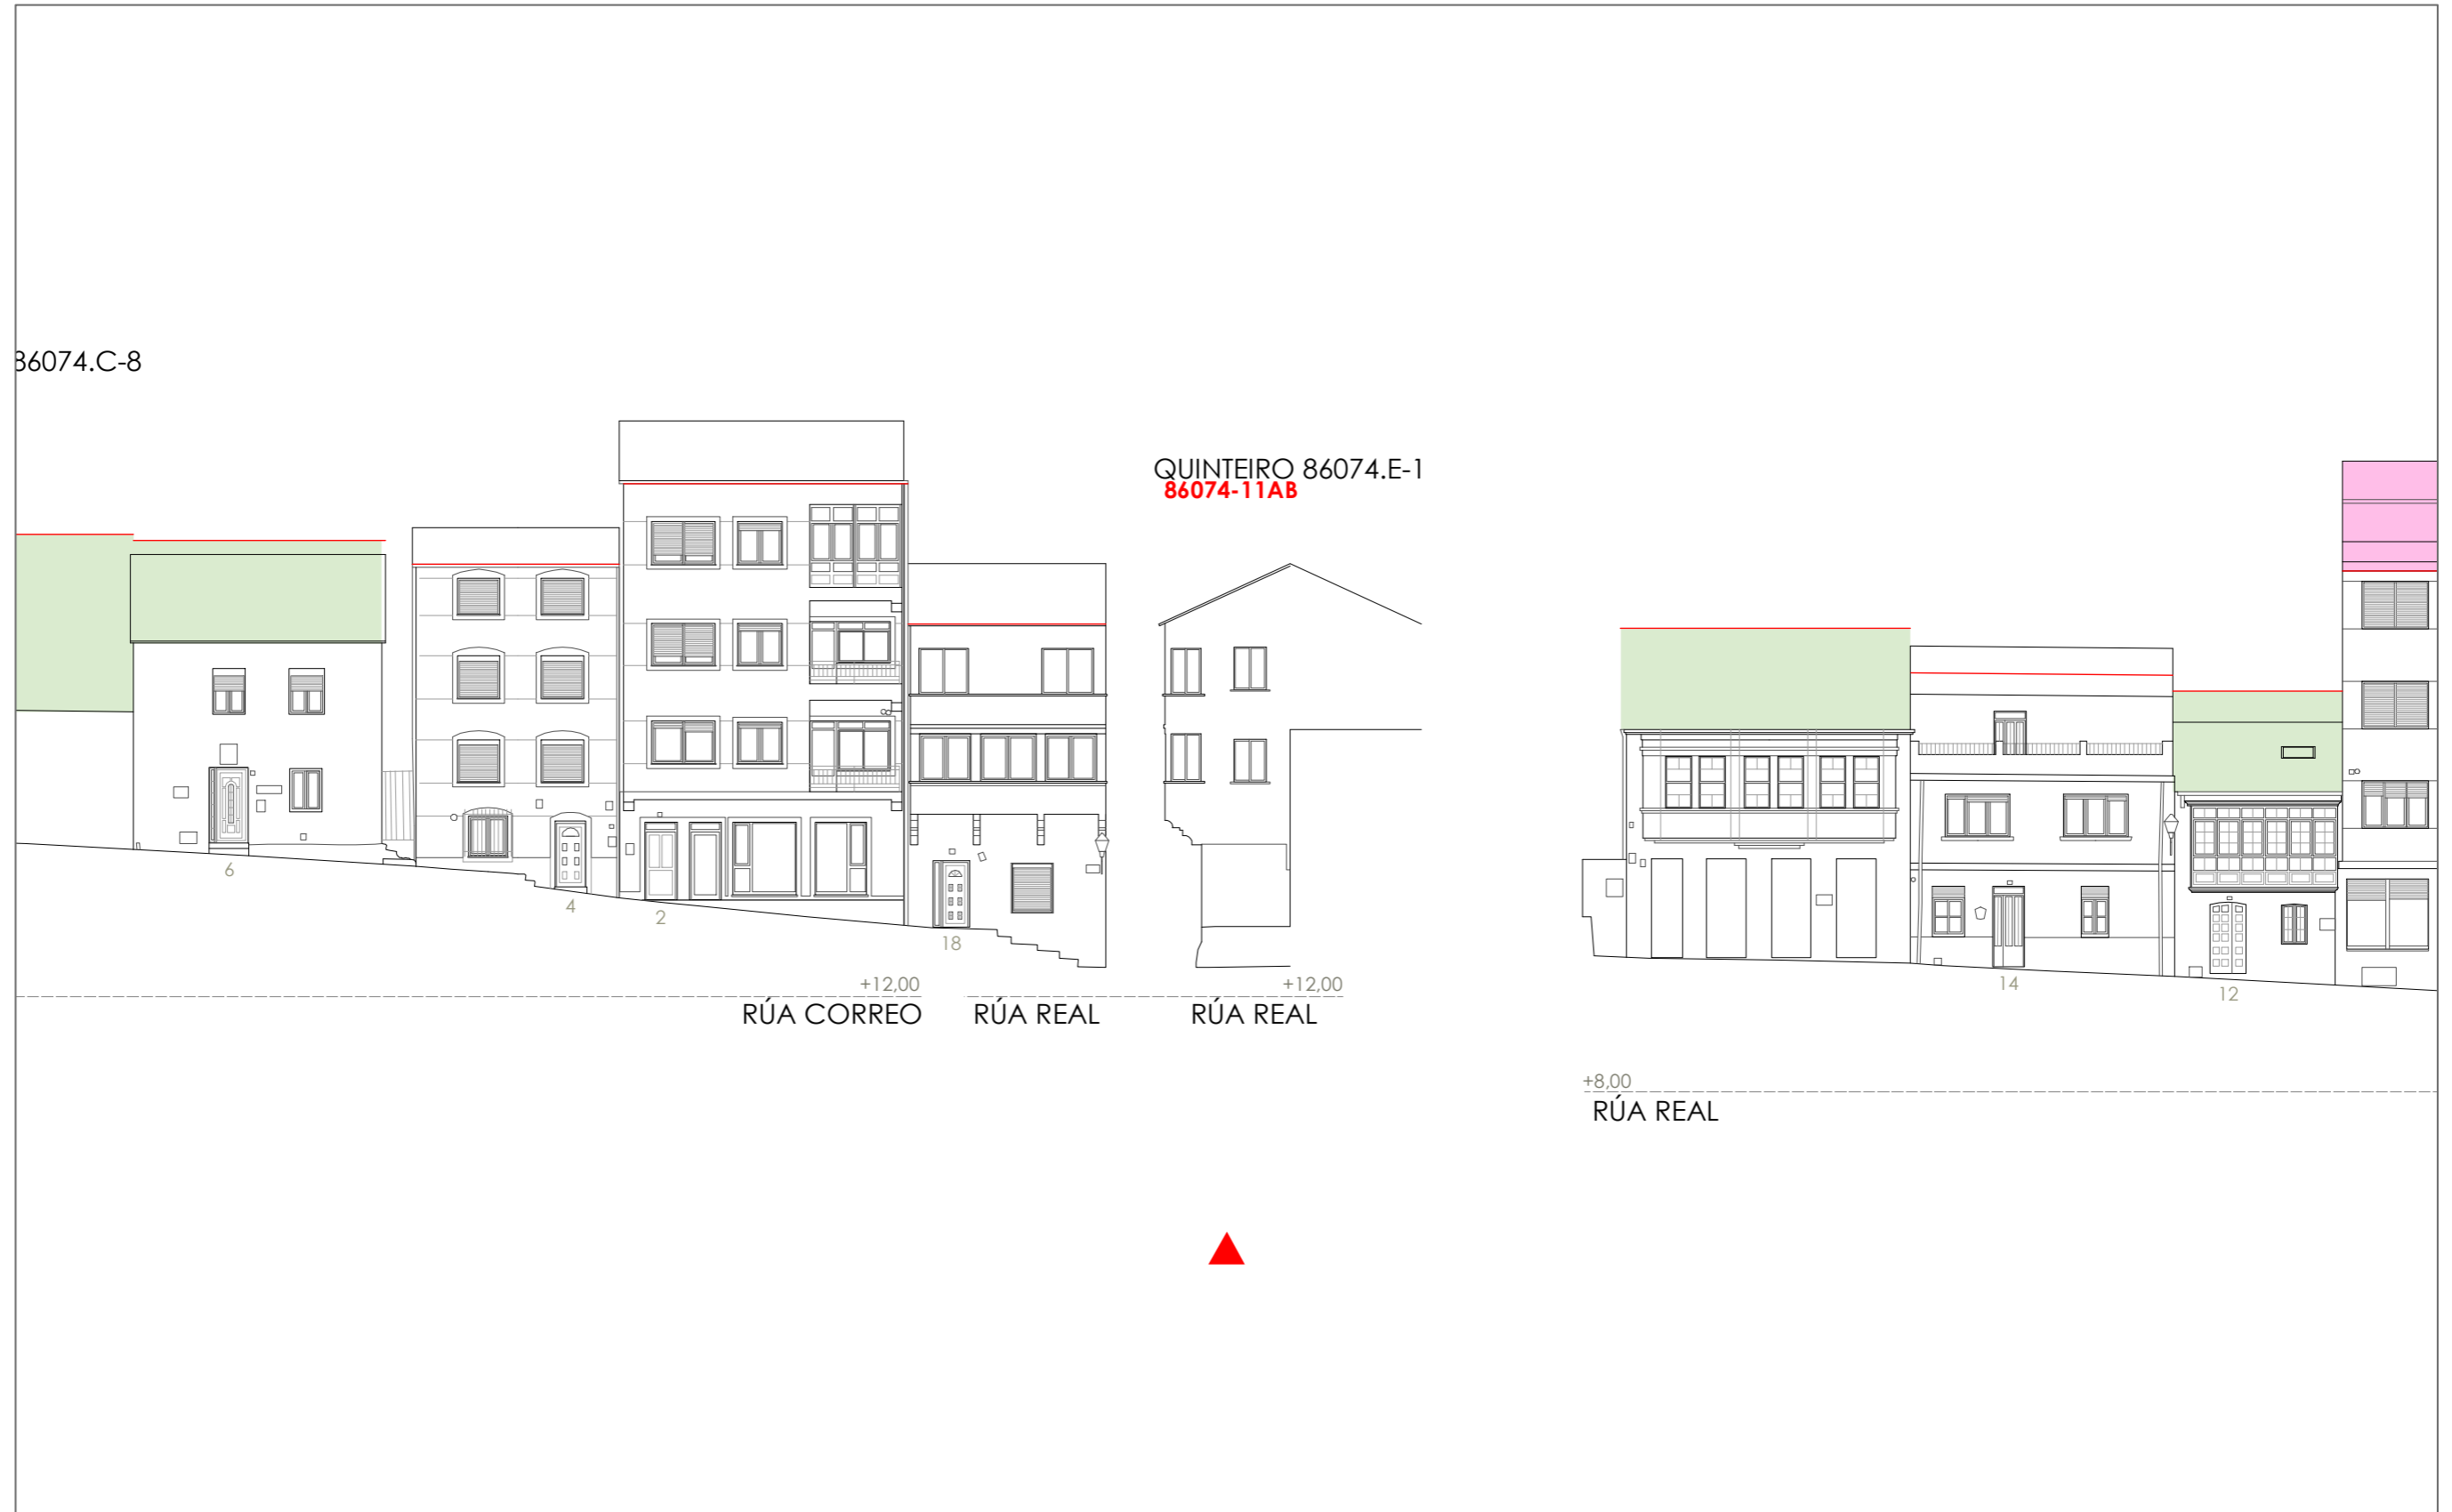 86074.C-8
QUINTEIRO 86074.E-1
86074-11AB
6
4
2
18
14
12
+12,00
+12,00
RÚA CORREO
RÚA REAL
RÚA REAL
+8,00
RÚA REAL